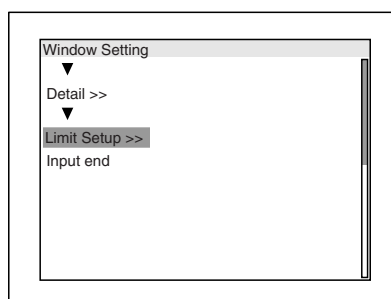 Window Setting
▼
Detail >>
▼
Limit Setup >>
Input end